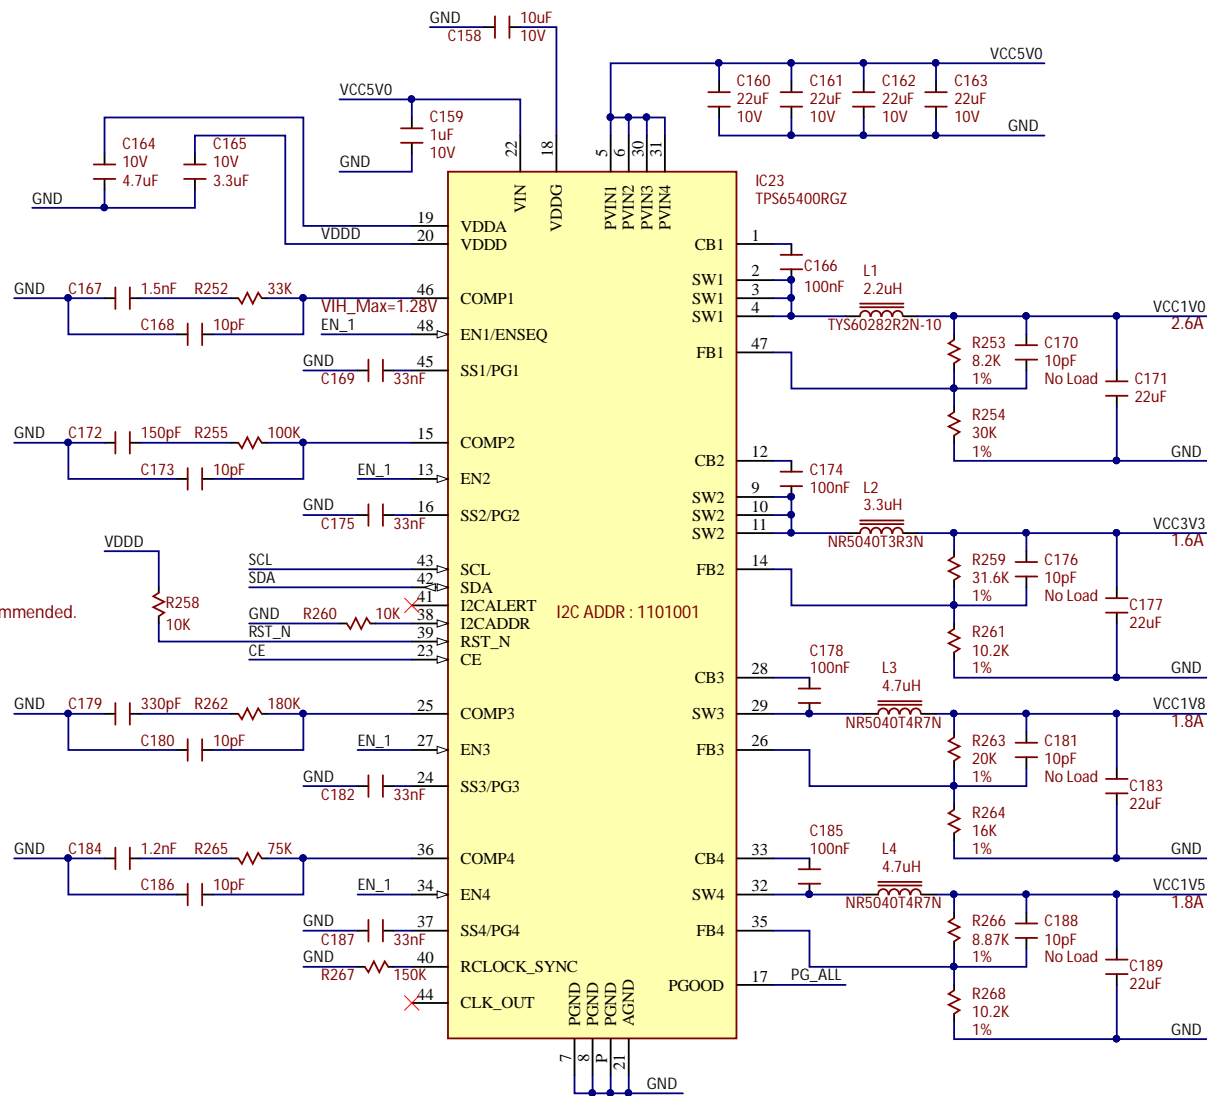 GND
C158
10uF
10V
VCC5V0
C159
1uF
10V
GND
VCC5V0
C160
22uF
10V
C161
22uF
10V
C162
22uF
10V
C163
22uF
10V
GND
C164
10V
4.7uF
C165
10V
3.3uF
GND
22
18
5
6
30
31
VIN
VDDG
PVIN1
PVIN2
PVIN3
PVIN4
IC23
TPS65400RGZ
19
VDDA
VDDD
20
VDDD
GND
C167
1.5nF
R252
33K
C168
10pF
46
COMP1
VIH_Max=1.28V
EN_1
48
EN1/ENSEQ
GND
C169
33nF
45
SS1/PG1
GND
C172
150pF
R255
100K
C173
10pF
15
COMP2
EN_1
13
EN2
GND
C175
33nF
16
SS2/PG2
VDDD
R258
10K
mmended.
SCL
43
SCL
SDA
42
SDA
41
I2CALERT
GND
R260
10K
38
I2CADDR
RST_N
39
RST_N
CE
23
CE
I2C ADDR : 1101001
GND
C179
330pF
R262
180K
C180
10pF
25
COMP3
EN_1
27
EN3
GND
C182
33nF
24
SS3/PG3
GND
C184
1.2nF
R265
75K
C186
10pF
36
COMP4
EN_1
34
EN4
GND
C187
33nF
37
SS4/PG4
GND
R267
150K
40
RCLOCK_SYNC
44
CLK_OUT
CB1
1
C166
100nF
SW1
2
SW1
3
SW1
4
L1
2.2uH
TYS60282R2N-10
VCC1V0
2.6A
FB1
47
R253
8.2K
1%
C170
10pF
No Load
C171
22uF
R254
30K
1%
GND
CB2
12
C174
100nF
SW2
9
SW2
10
SW2
11
L2
3.3uH
NR5040T3R3N
VCC3V3
1.6A
FB2
14
R259
31.6K
1%
C176
10pF
No Load
C177
22uF
R261
10.2K
1%
GND
CB3
28
C178
100nF
SW3
29
L3
4.7uH
NR5040T4R7N
VCC1V8
1.8A
FB3
26
R263
20K
1%
C181
10pF
No Load
C183
22uF
R264
16K
1%
GND
CB4
33
C185
100nF
SW4
32
L4
4.7uH
NR5040T4R7N
VCC1V5
1.8A
FB4
35
R266
8.87K
1%
C188
10pF
No Load
C189
22uF
R268
10.2K
1%
GND
PGOOD
17
PG_ALL
PGND
PGND
PGND
AGND
7
8
P
21
GND